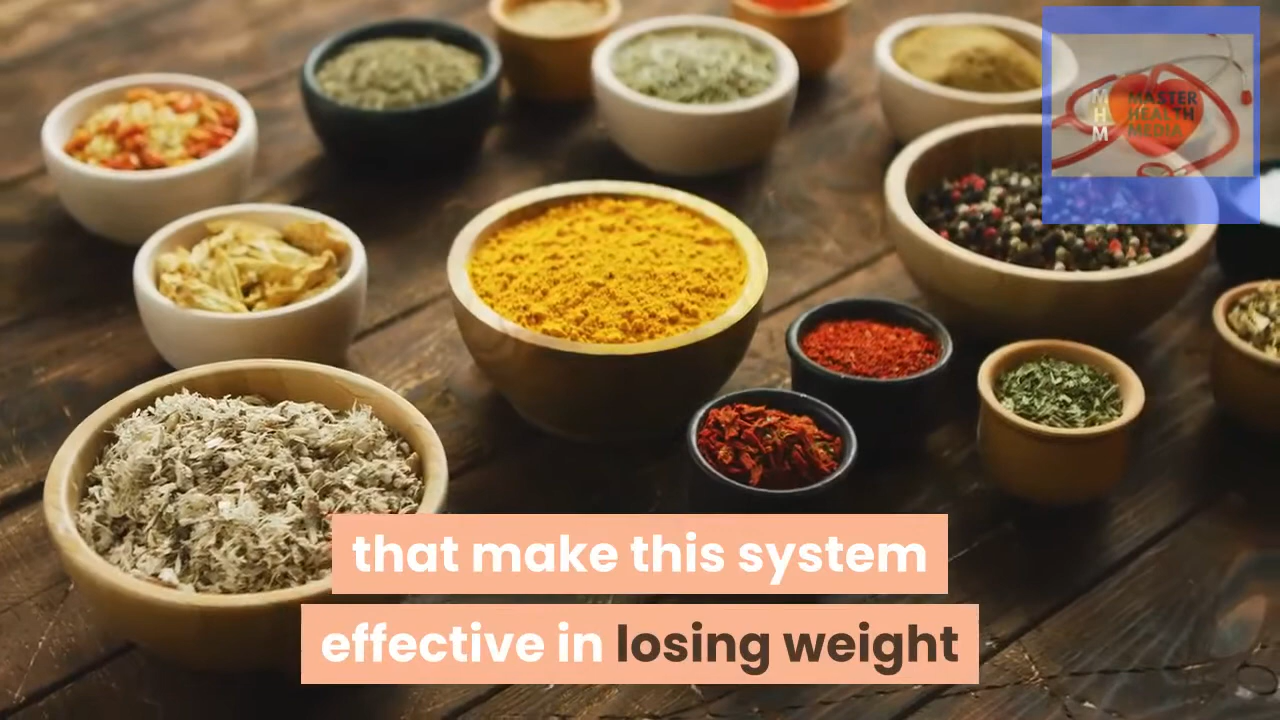 M
H
M
MASTER
HEALTH
MEDIA
that make this system
effective in losing weight